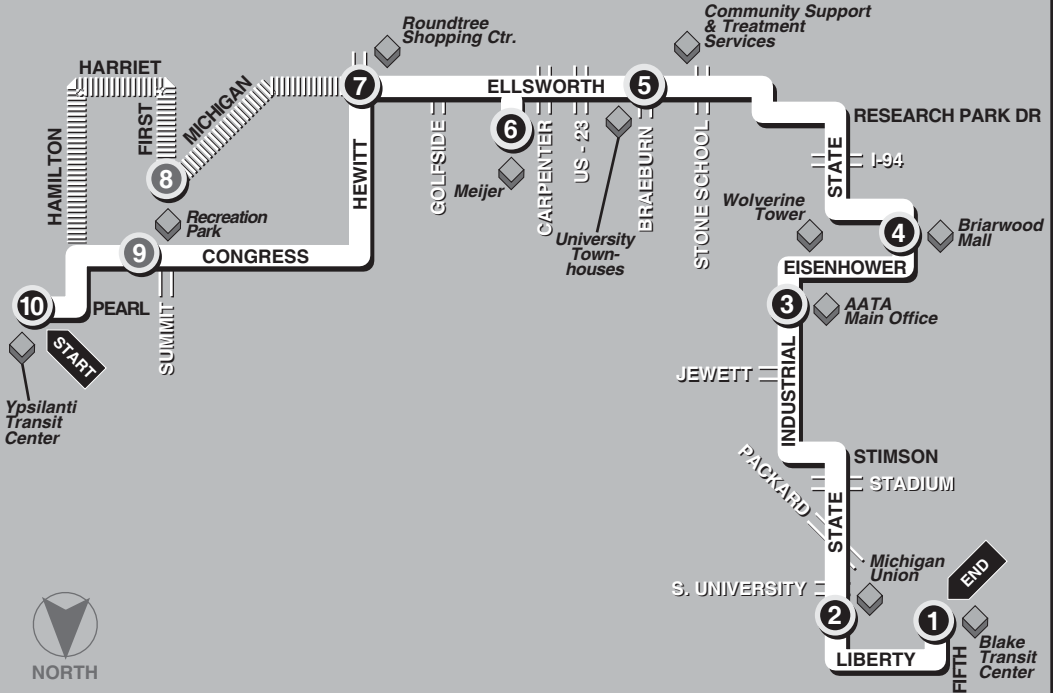 Roundtree
Shopping Ctr.
Community Support
& Treatment
Services
HARRIET
FIRST
MICHIGAN
HAMILTON
7
ELLSWORTH
5
6
8
RESEARCH PARK DR
STATE
I-94
HEWITT
GOLFSIDE
Meijer
CARPENTER
US - 23
BRAEBURN
STONE SCHOOL
University
Town-
houses
Wolverine
Tower
4
Briarwood
Mall
Recreation
Park
9
CONGRESS
EISENHOWER
10
PEARL
SUMMIT
START
3
AATA
Main Office
Ypsilanti
Transit
Center
JEWETT
INDUSTRIAL
STIMSON
PACKARD
STADIUM
STATE
Michigan
Union
END
S. UNIVERSITY
2
1
LIBERTY
FIFTH
Blake
Transit
Center
NORTH